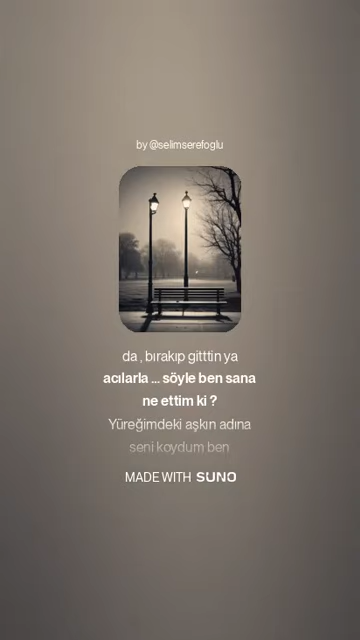 by @selimserefoglu
da , bırakıp gitttin ya
acılarla ... söyle ben sana
ne ettim ki ?
Yüreğimdeki aşkın adına
seni koydum ben
MADE WITH SUNO